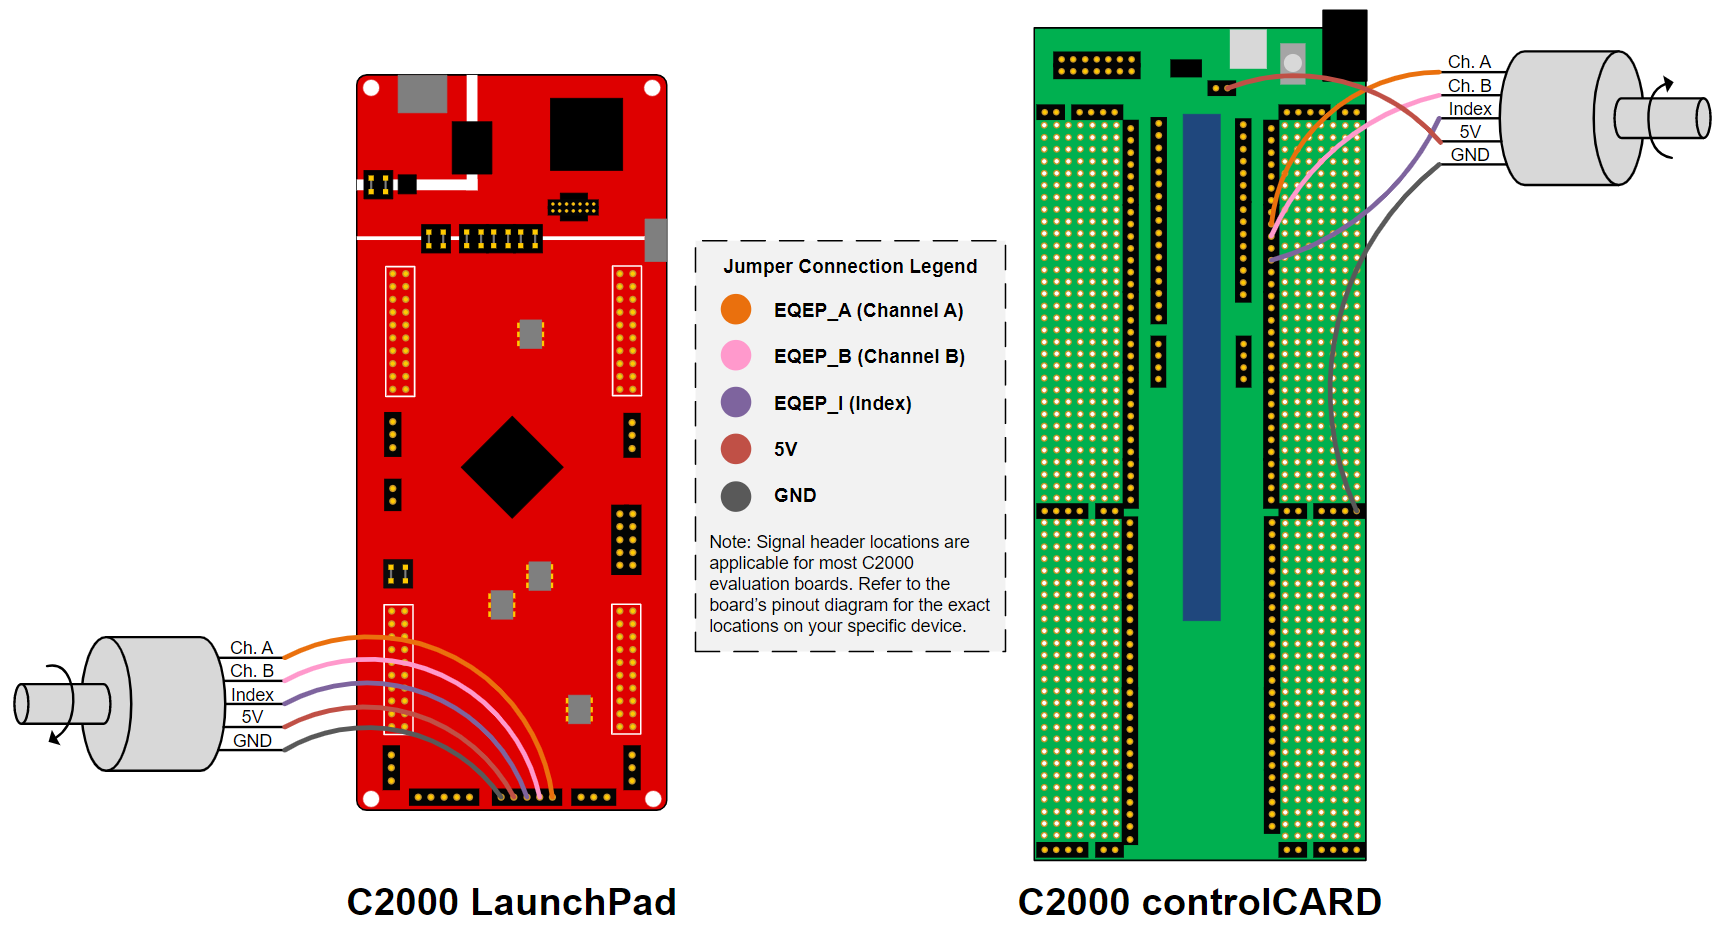 Ch. A
Ch. B
Index
5V
GND
Jumper Connection Legend
EQEP_A (Channel A)
EQEP_B (Channel B)
EQEP_I (Index)
5V
GND
Note: Signal header locations are
applicable for most C2000
evaluation boards. Refer to the
board's pinout diagram for the exact
locations on your specific device.
Ch. A
Ch. B
Index
5V
GND
C2000 LaunchPad
C2000 controlCARD